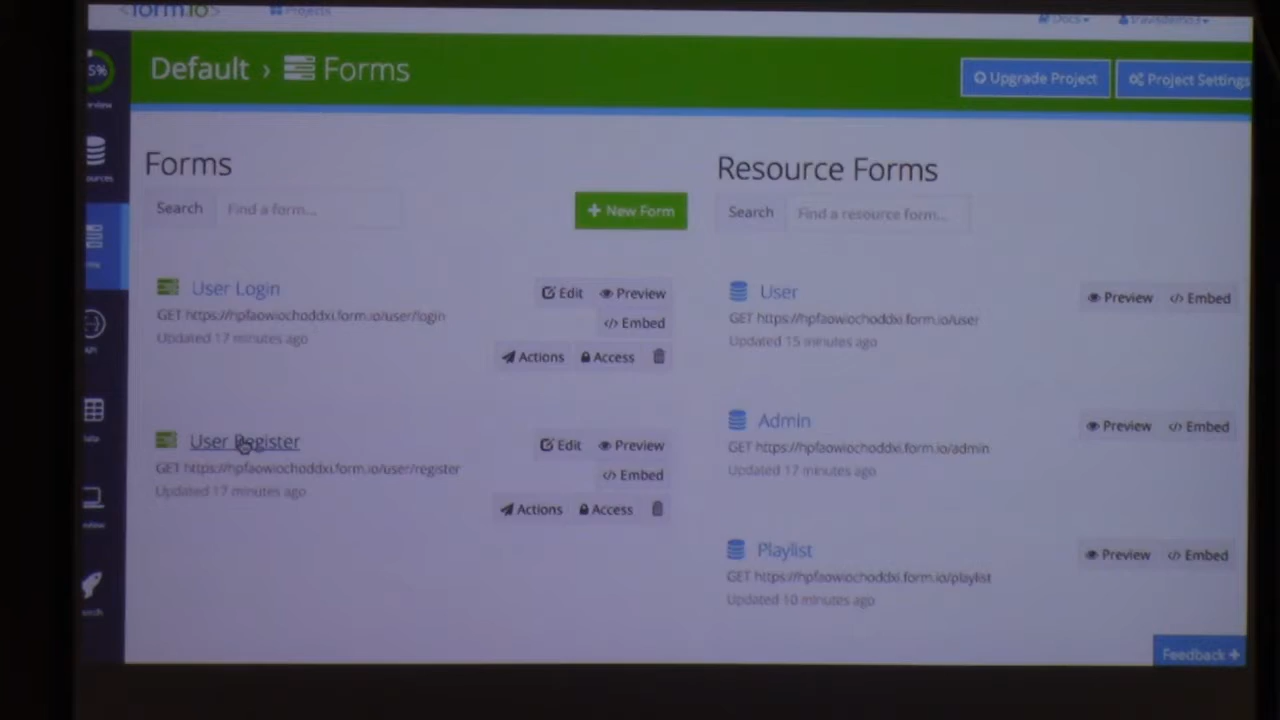 <form.io>
Projects
Docs
Default › Forms
Upgrade Project
Project Settings
5%
Forms
Search
Find a form...
+ New Form
User Login
GET https://hpfaowiochoddxi.form.io/user/login
Updated 17 minutes ago
Edit
Preview
</> Embed
Actions
Access
User Register
GET https://hpfaowiochoddxi.form.io/user/register
Updated 17 minutes ago
Edit
Preview
</> Embed
Actions
Access
Resource Forms
Search
Find a resource form...
User
GET https://hpfaowiochoddxi.form.io/user
Updated 15 minutes ago
Preview
</> Embed
Admin
GET https://hpfaowiochoddxi.form.io/admin
Updated 17 minutes ago
Preview
</> Embed
Playlist
GET https://hpfaowiochoddxi.form.io/playlist
Updated 10 minutes ago
Preview
</> Embed
Feedback +
API